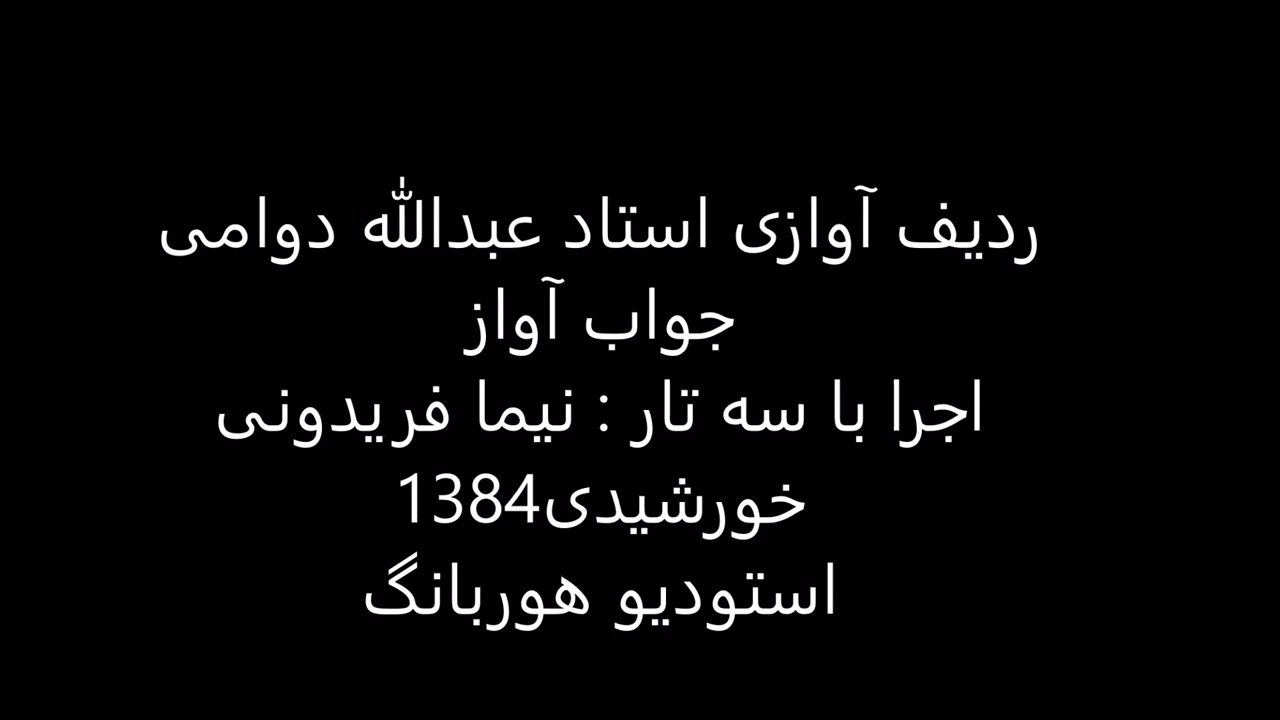 ردیف آوازی استاد عبدالله دوامی
جواب آواز
اجرا با سه تار : نیما فریدونی
خورشیدی1384
استودیو هوربانگ